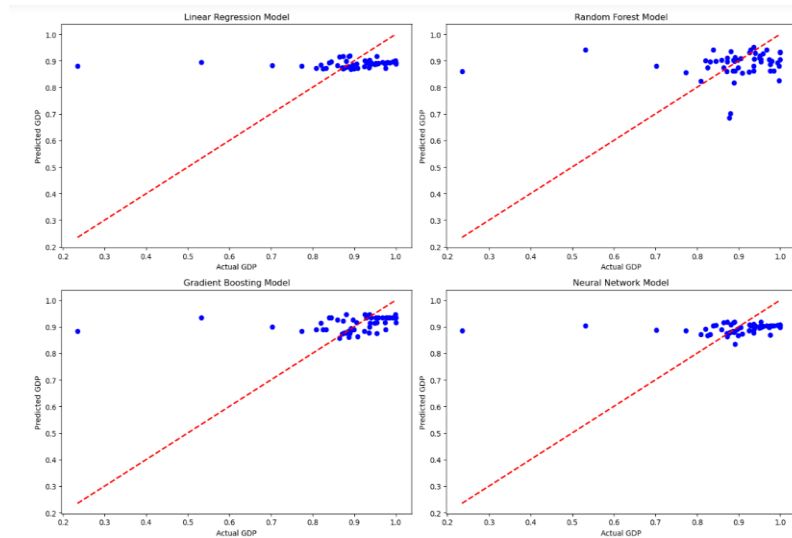 Linear Regression Model
Predicted GDP
1.0
0.9
0.8
0.7
0.6
0.5
0.4
0.3
0.2
0.2 0.3 0.4 0.5 0.6 0.7 0.8 0.9 1.0
Actual GDP
Random Forest Model
Predicted GDP
1.0
0.9
0.8
0.7
0.6
0.5
0.4
0.3
0.2
0.2 0.3 0.4 0.5 0.6 0.7 0.8 0.9 1.0
Actual GDP
Gradient Boosting Model
Predicted GDP
1.0
0.9
0.8
0.7
0.6
0.5
0.4
0.3
0.2
0.2 0.3 0.4 0.5 0.6 0.7 0.8 0.9 1.0
Actual GDP
Neural Network Model
Predicted GDP
1.0
0.9
0.8
0.7
0.6
0.5
0.4
0.3
0.2
0.2 0.3 0.4 0.5 0.6 0.7 0.8 0.9 1.0
Actual GDP